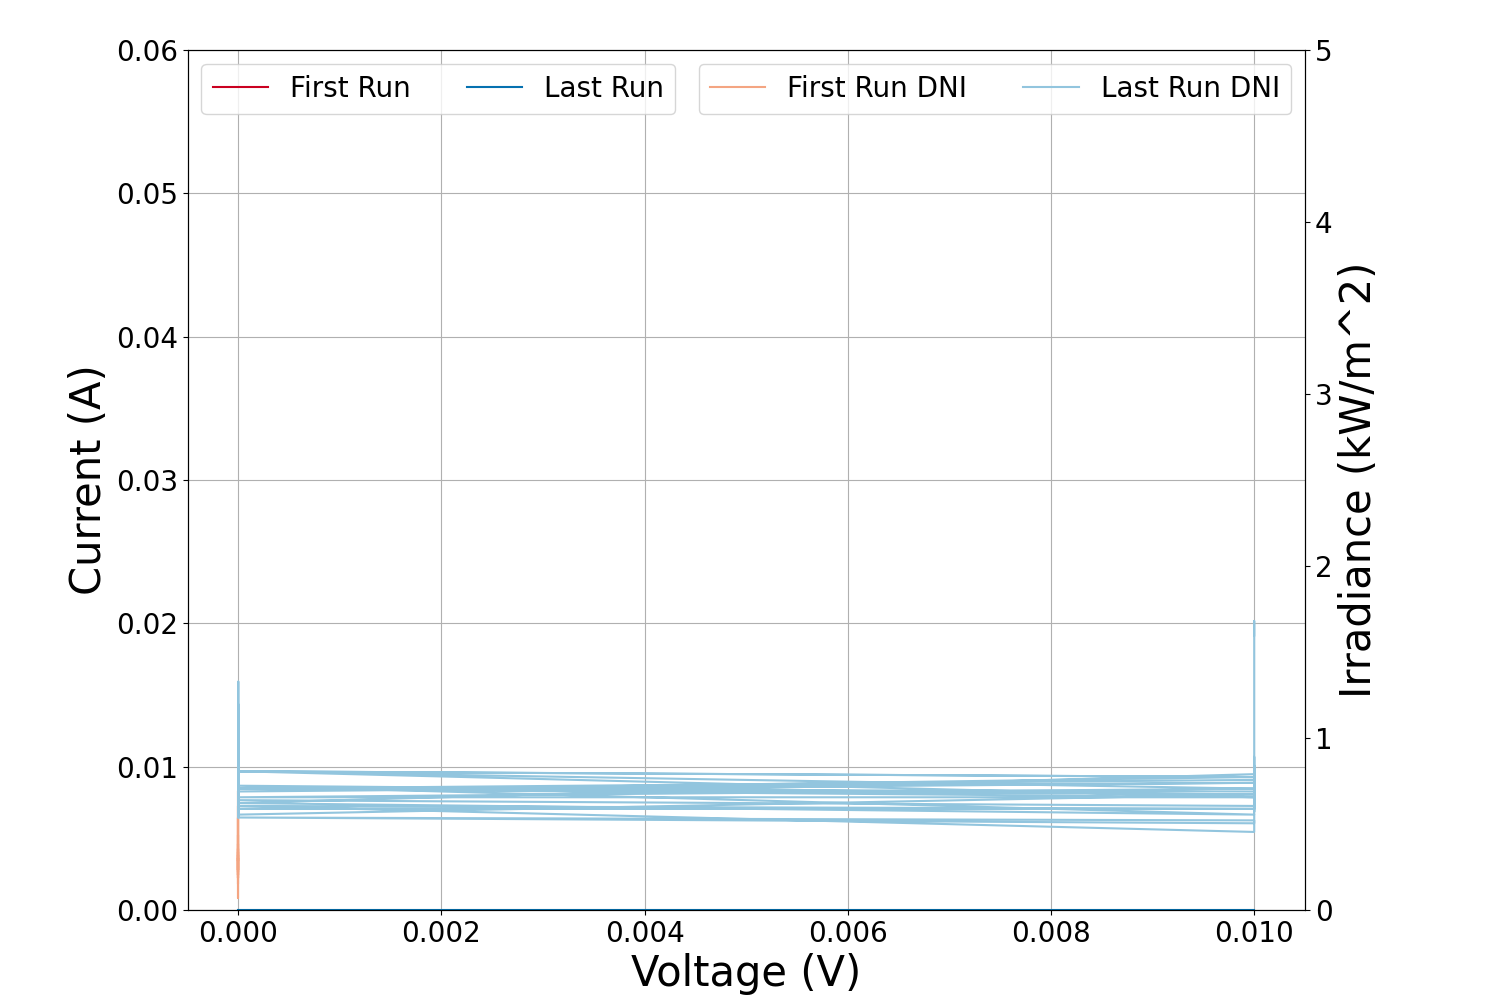 First Run
Last Run
First Run DNI
Last Run DNI
0.06
0.05
0.04
0.03
0.02
0.01
0.00
Current (A)
5
4
3
2
1
0
Irradiance (kW/m^2)
0.000 0.002 0.004 0.006 0.008 0.010
Voltage (V)